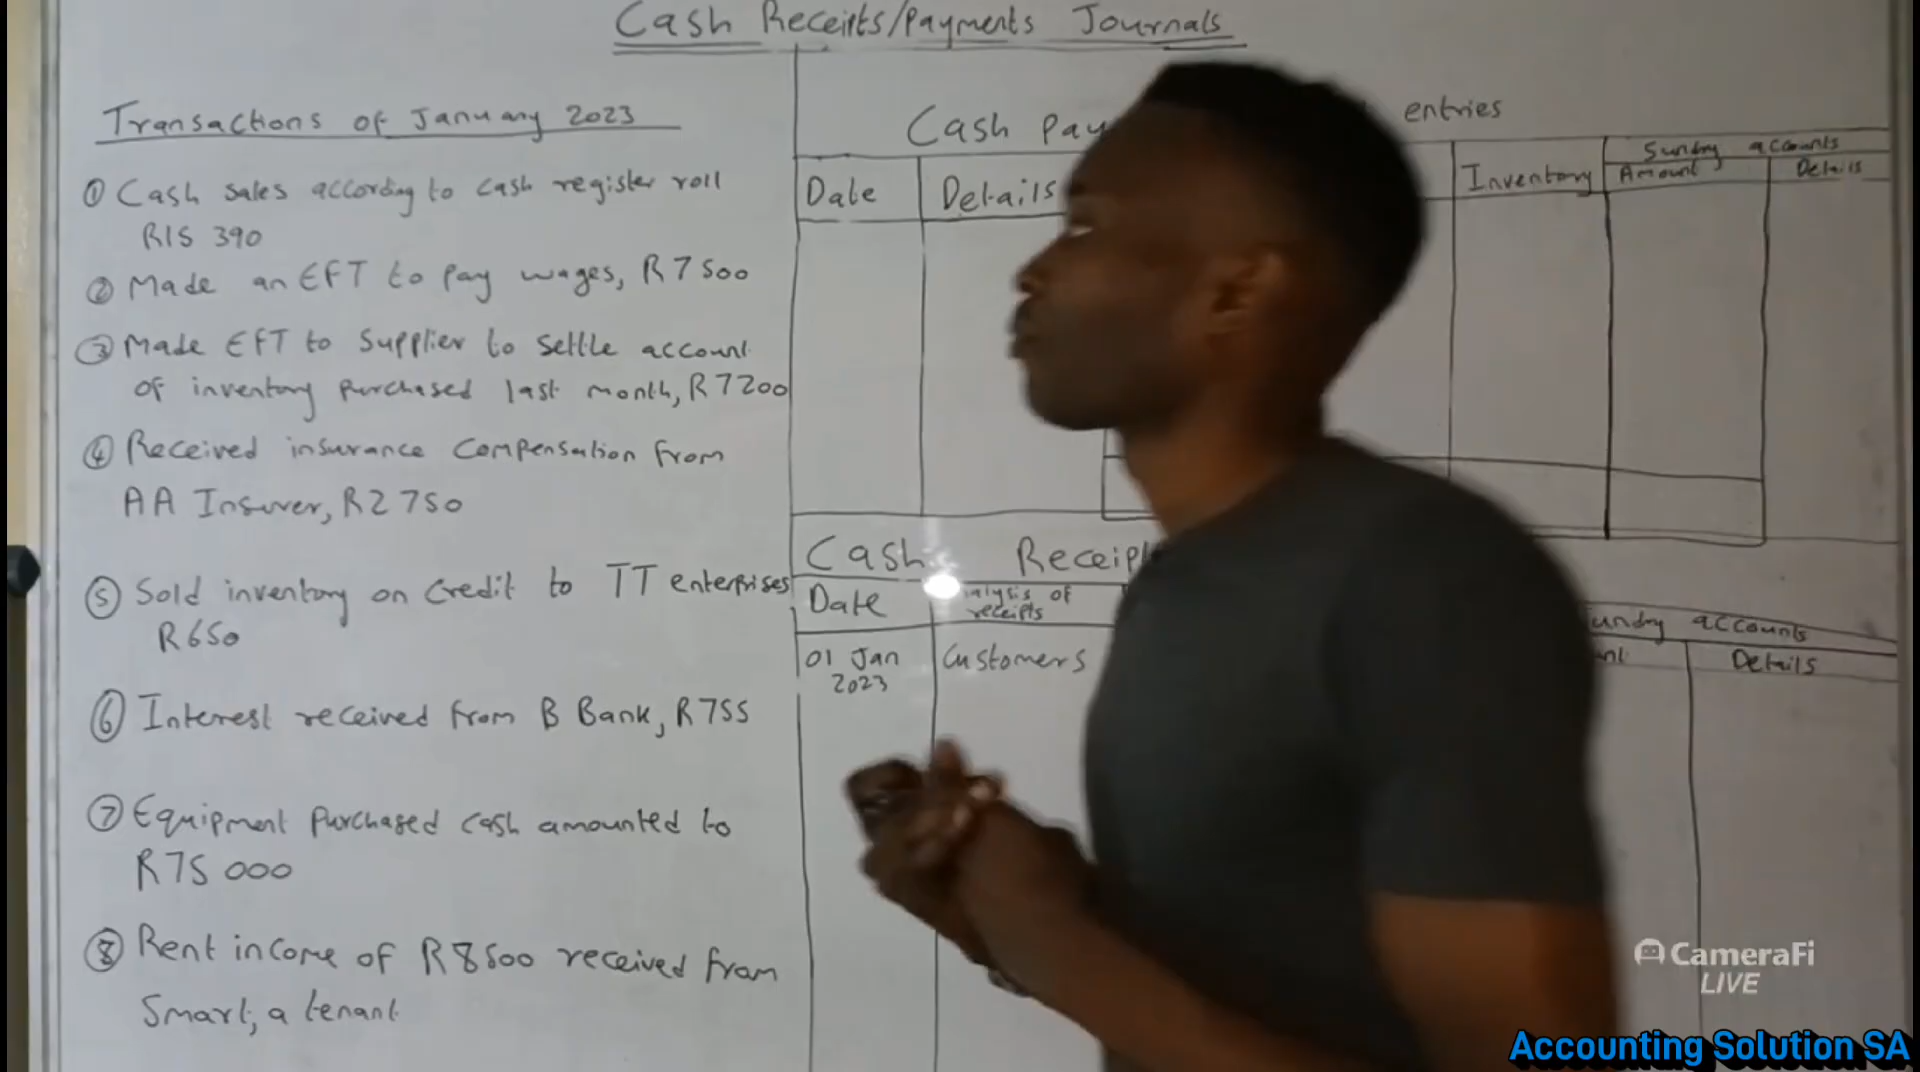 Cash Receipts/Payments Journals
Transactions of January 2023
① Cash sales according to cash register roll
R15 390
② Made an EFT to pay wages, R7 500
③ Made EFT to Supplier to settle account
of inventory purchased last month, R7200
④ Received insurance compensation from
AA Insurer, R2 750
⑤ Sold inventory on credit to TT enterprises
R650
⑥ Interest received from B Bank, R755
⑦ Equipment purchased cash amounted to
R75 000
⑧ Rent income of R8500 received from
Smart, a tenant
Cash Pay
entries
Date
Details
Inventory
Sundry accounts
Amount
Details
Cash Receipt
Date
alysis of
receipts
undry accounts
nt
Details
01 Jan
2023
Customers
CameraFi
LIVE
Accounting Solution SA